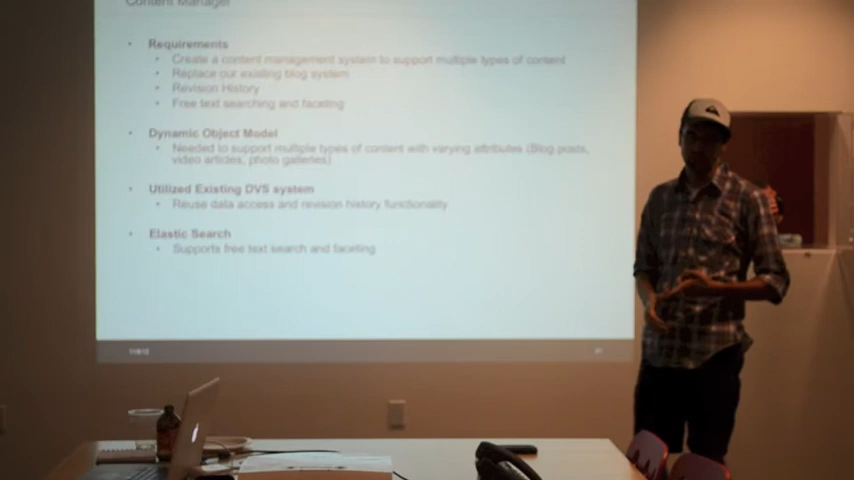 Content Manager
• Requirements
• Create a content management system to support multiple types of content
• Replace our existing blog system
• Revision History
• Free text searching and faceting
• Dynamic Object Model
• Needed to support multiple types of content with varying attributes (Blog posts,
video articles, photo galleries)
• Utilized Existing DVS system
• Reuse data access and revision history functionality
• Elastic Search
• Supports free text search and faceting